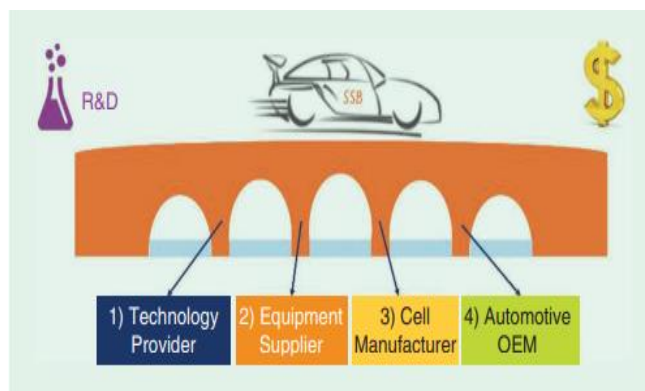 R&D
SSB
$
1) Technology
Provider
2) Equipment
Supplier
3) Cell
Manufacturer
4) Automotive
OEM